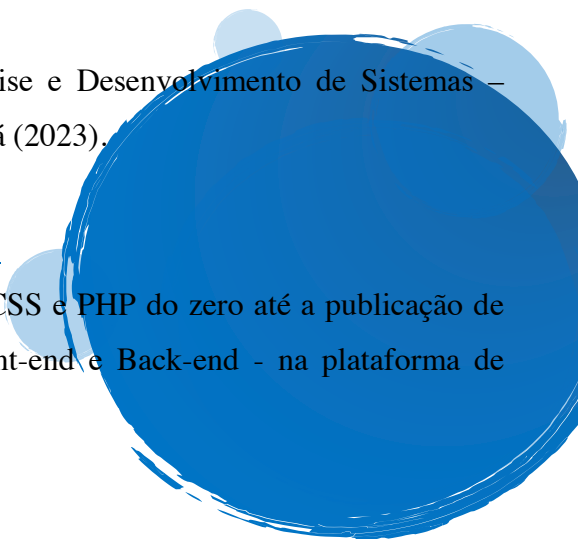 ise e Desenvolvimento de Sistemas –
á (2023).
CSS e PHP do zero até a publicação de
nt-end e Back-end - na plataforma de